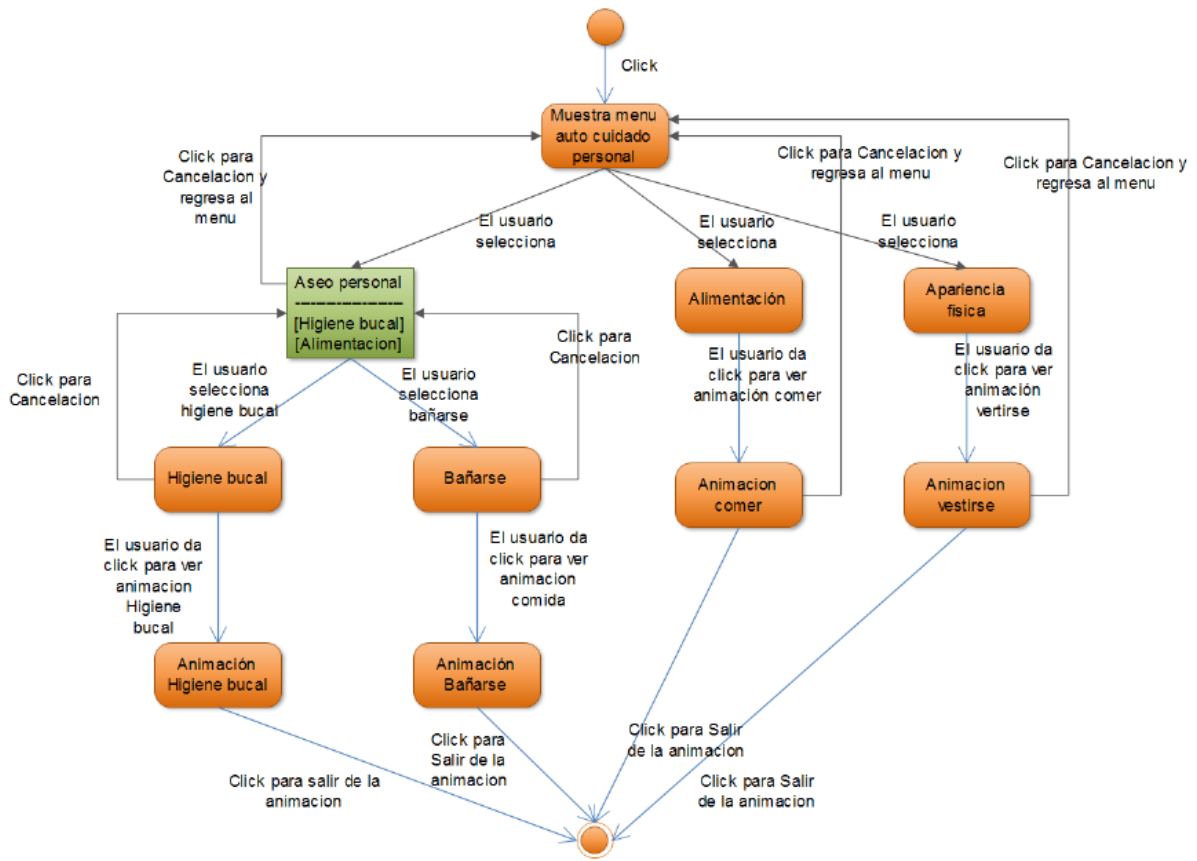 Click
Muestra menu
auto cuidado
personal
Click para
Cancelacion y
regresa al
menu
Click para Cancelacion y
regresa al menu
Click para Cancelacion y
regresa al menu
El usuario
selecciona
El usuario
selecciona
El usuario
selecciona
Aseo personal
----------------------
[Higiene bucal]
[Alimentacion]
Alimentación
Apariencia
fisica
Click para
Cancelacion
El usuario
selecciona
higiene bucal
El usuario
selecciona
bañarse
Click para
Cancelacion
El usuario da
click para ver
animación comer
El usuario da
click para ver
animación
vertirse
Higiene bucal
Bañarse
Animacion
comer
Animacion
vestirse
El usuario da
click para ver
animacion
Higiene
bucal
El usuario da
click para ver
animacion
comida
Animación
Higiene bucal
Animación
Bañarse
Click para salir de la
animacion
Click para
Salir de la
animacion
Click para Salir
de la animacion
Click para Salir
de la animacion